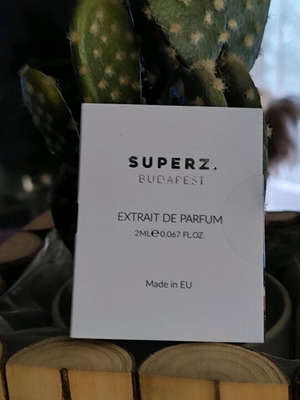 SUPERZ.
BUDAPEST
EXTRAIT DE PARFUM
2ML℮0.067 FL.OZ.
Made in EU